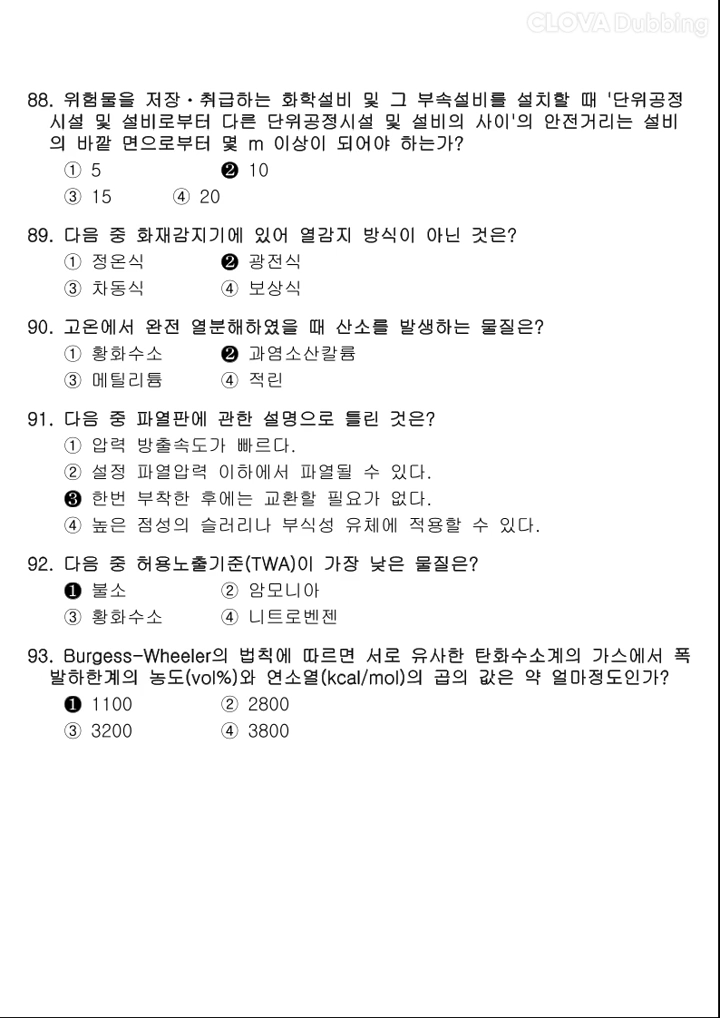 CLOVA Dubbing
88. 위험물을 저장·취급하는 화학설비 및 그 부속설비를 설치할 때 '단위공정
시설 및 설비로부터 다른 단위공정시설 및 설비의 사이'의 안전거리는 설비
의 바깥 면으로부터 몇 m 이상이 되어야 하는가?
① 5 ❷ 10
③ 15 ④ 20
89. 다음 중 화재감지기에 있어 열감지 방식이 아닌 것은?
① 정온식 ❷ 광전식
③ 차동식 ④ 보상식
90. 고온에서 완전 열분해하였을 때 산소를 발생하는 물질은?
① 황화수소 ❷ 과염소산칼륨
③ 메틸리튬 ④ 적린
91. 다음 중 파열판에 관한 설명으로 틀린 것은?
① 압력 방출속도가 빠르다.
② 설정 파열압력 이하에서 파열될 수 있다.
❸ 한번 부착한 후에는 교환할 필요가 없다.
④ 높은 점성의 슬러리나 부식성 유체에 적용할 수 있다.
92. 다음 중 허용노출기준(TWA)이 가장 낮은 물질은?
❶ 불소 ② 암모니아
③ 황화수소 ④ 니트로벤젠
93. Burgess-Wheeler의 법칙에 따르면 서로 유사한 탄화수소계의 가스에서 폭
발하한계의 농도(vol%)와 연소열(kcal/mol)의 곱의 값은 약 얼마정도인가?
❶ 1100 ② 2800
③ 3200 ④ 3800